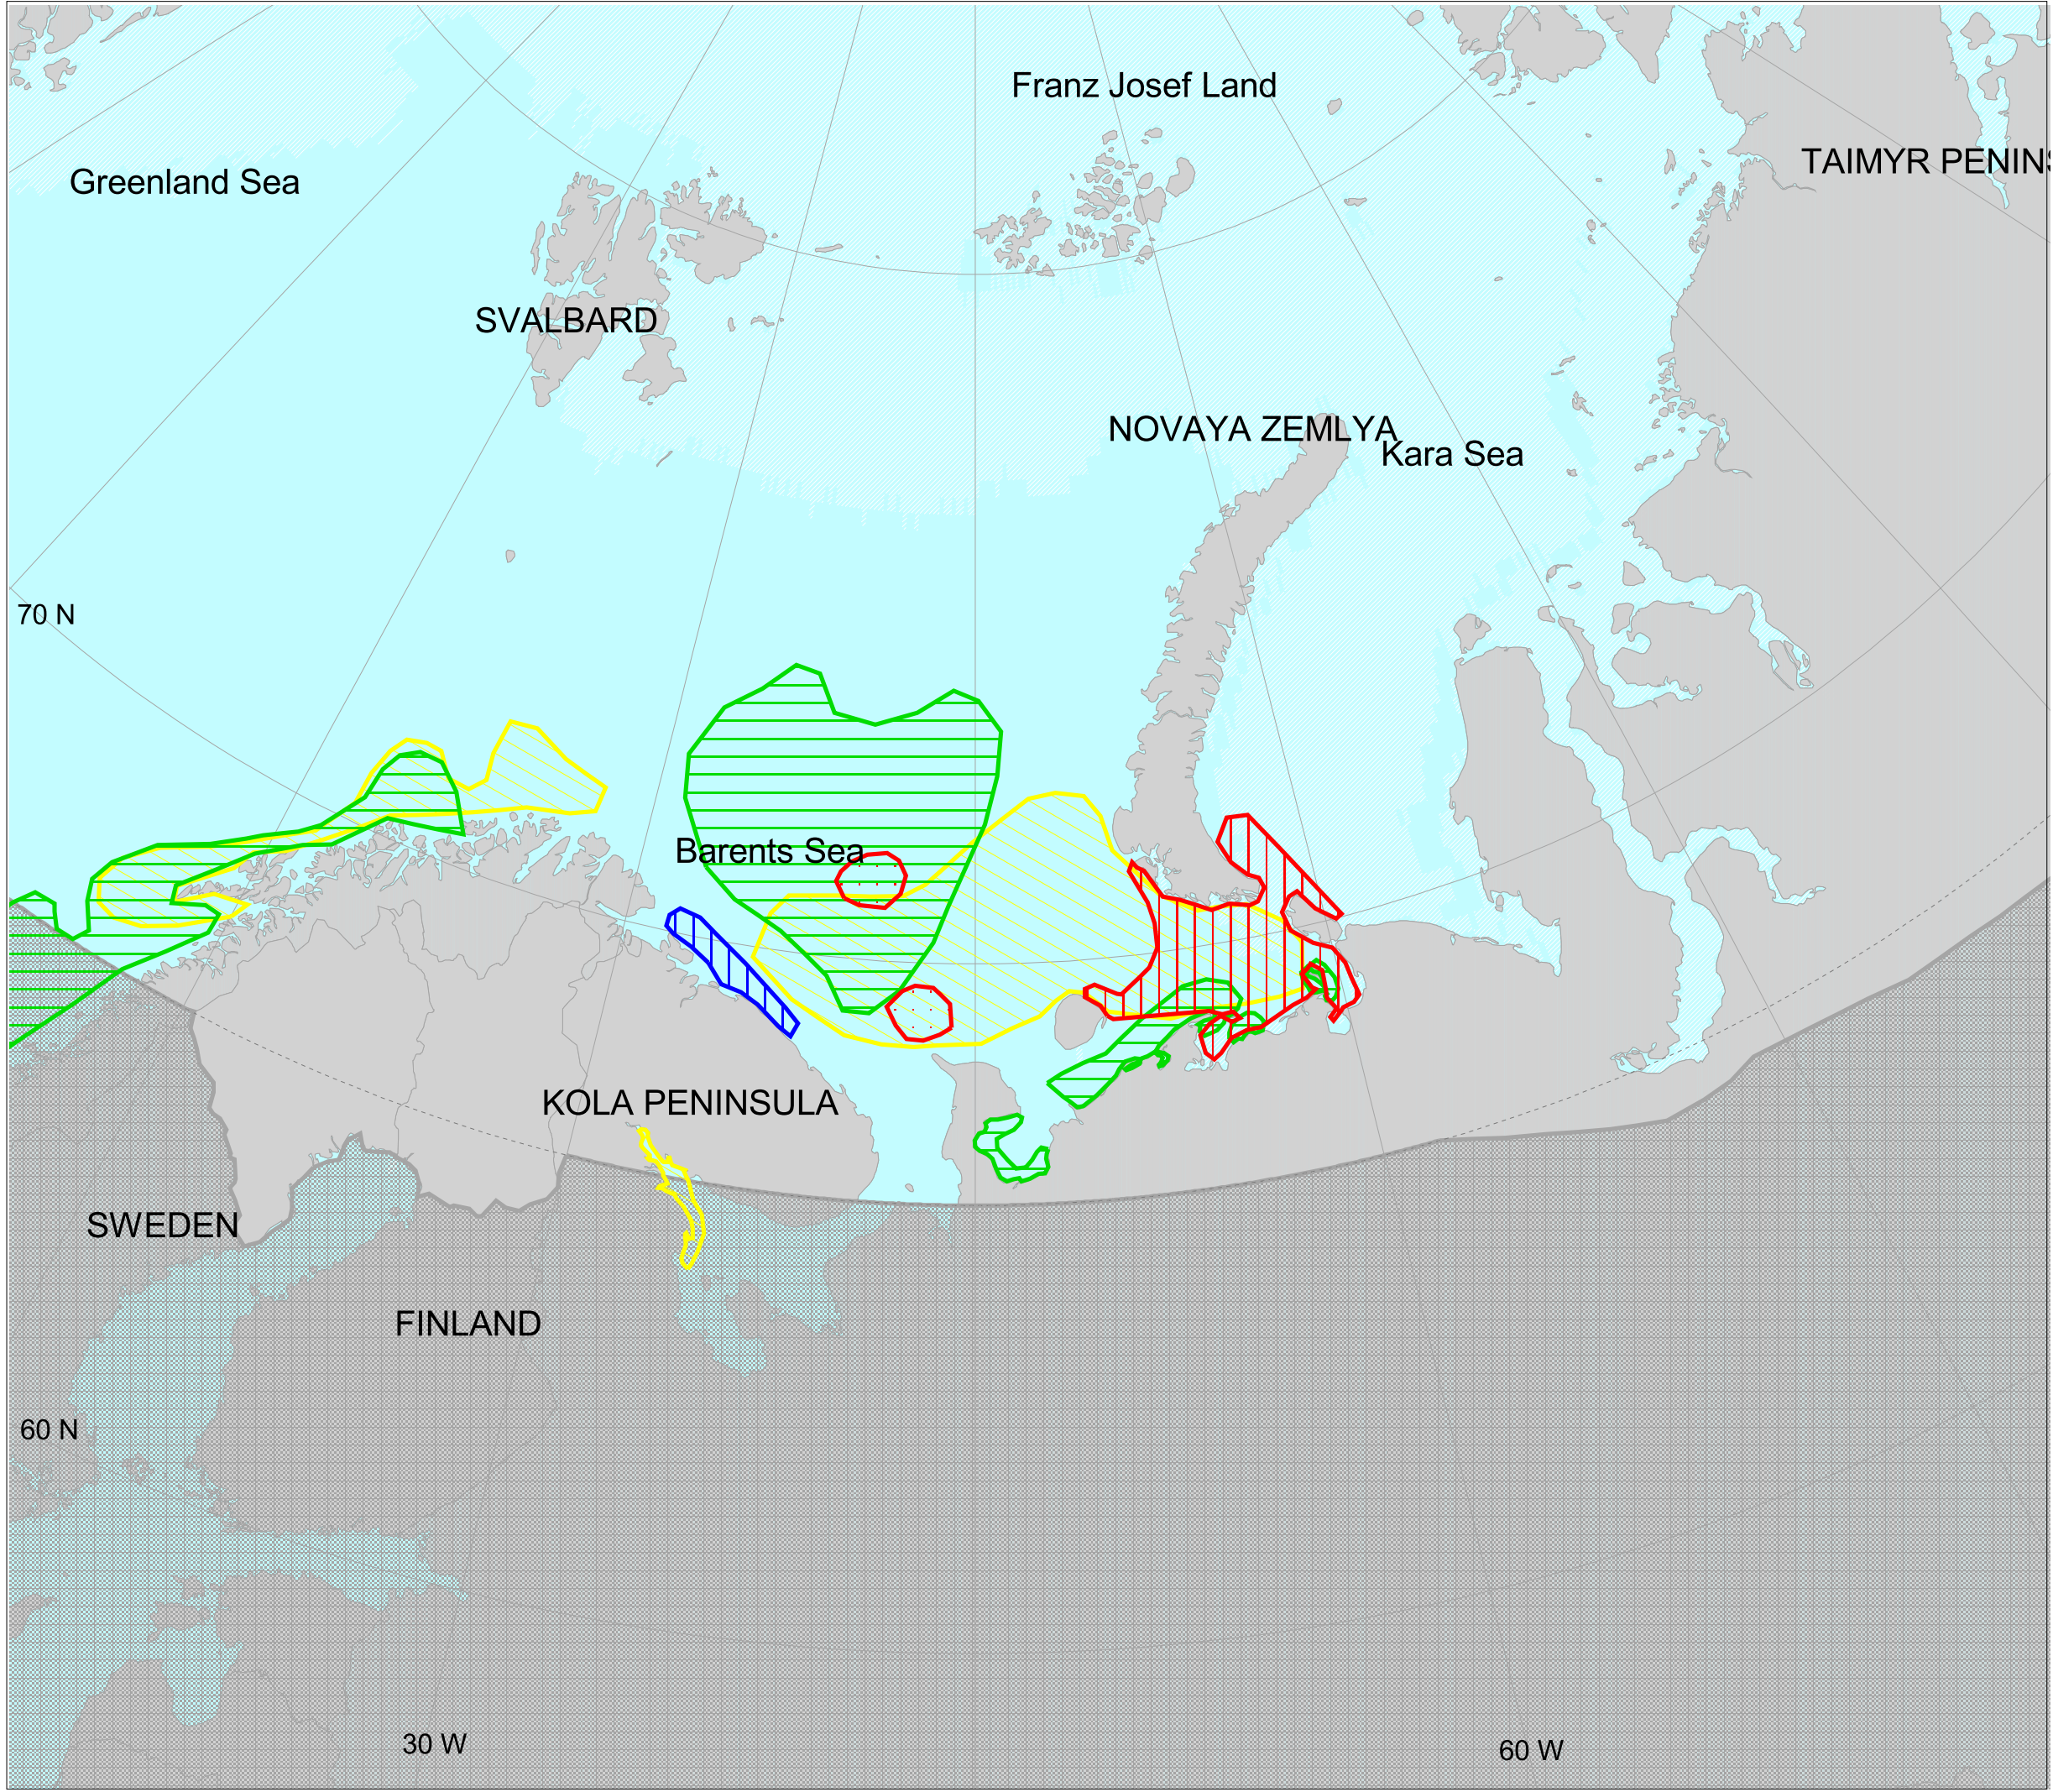 Franz Josef Land
TAIMYR PENINS
Greenland Sea
SVALBARD
NOVAYA ZEMLYA
Kara Sea
70 N
Barents Sea
KOLA PENINSULA
SWEDEN
FINLAND
60 N
30 W
60 W